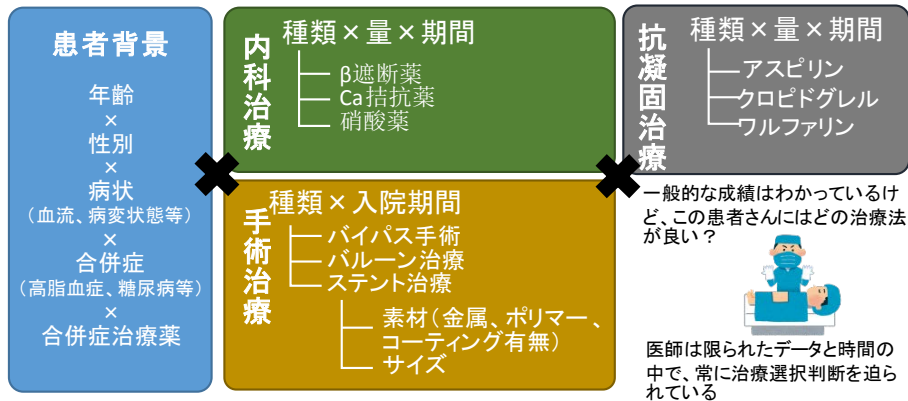 患者背景
年齢
×
性別
×
病状
（血流、病変状態等）
×
合併症
（高脂血症、糖尿病等）
×
合併症治療薬
内科治療
種類×量×期間
β遮断薬
Ca拮抗薬
硝酸薬
手術治療
種類×入院期間
バイパス手術
バルーン治療
ステント治療
素材（金属、ポリマー、
コーティング有無）
サイズ
抗凝固治療
種類×量×期間
アスピリン
クロピドグレル
ワルファリン
一般的な成績はわかっているけ
ど、この患者さんにはどの治療法
が良い？
医師は限られたデータと時間の
中で、常に治療選択判断を迫ら
れている